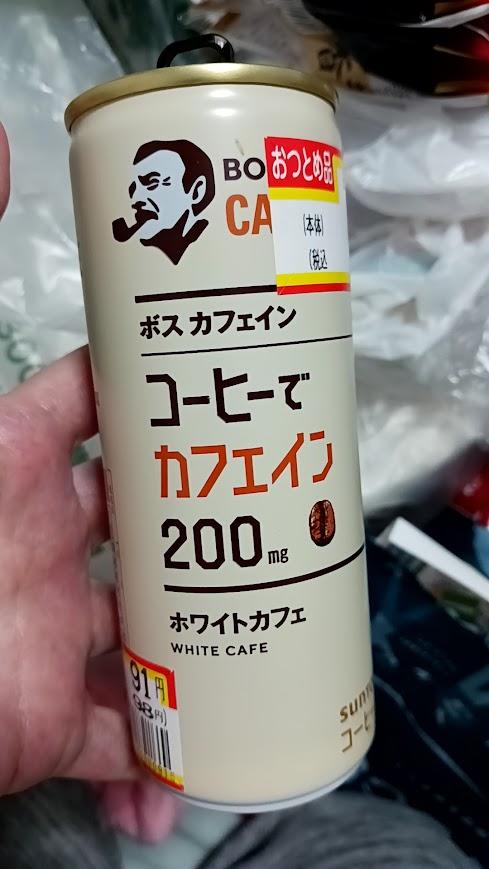 BO
CA
おつとめ品
(本体)
(税込
ボス カフェイン
コーヒーで
カフェイン
200mg
ホワイトカフェ
WHITE CAFE
91円
98円)
SUNTO
コーヒ